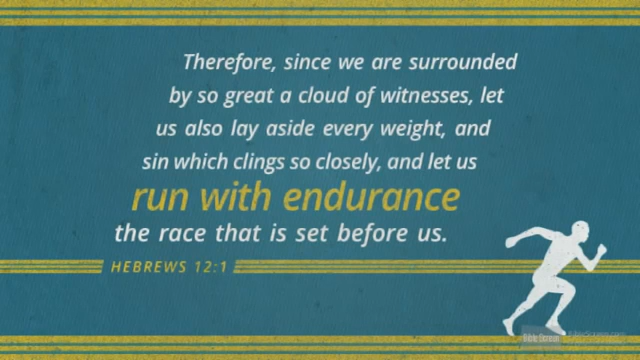 Therefore, since we are surrounded
by so great a cloud of witnesses, let
us also lay aside every weight, and
sin which clings so closely, and let us
run with endurance
the race that is set before us.
HEBREWS 12:1